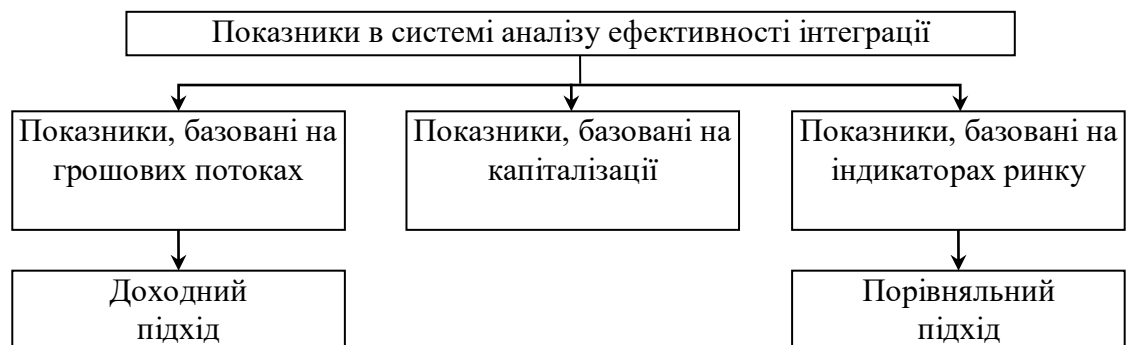 Показники в системі аналізу ефективності інтеграції
Показники, базовані на
грошових потоках
Показники, базовані на
капіталізації
Показники, базовані на
індикаторах ринку
Доходний
підхід
Порівняльний
підхід